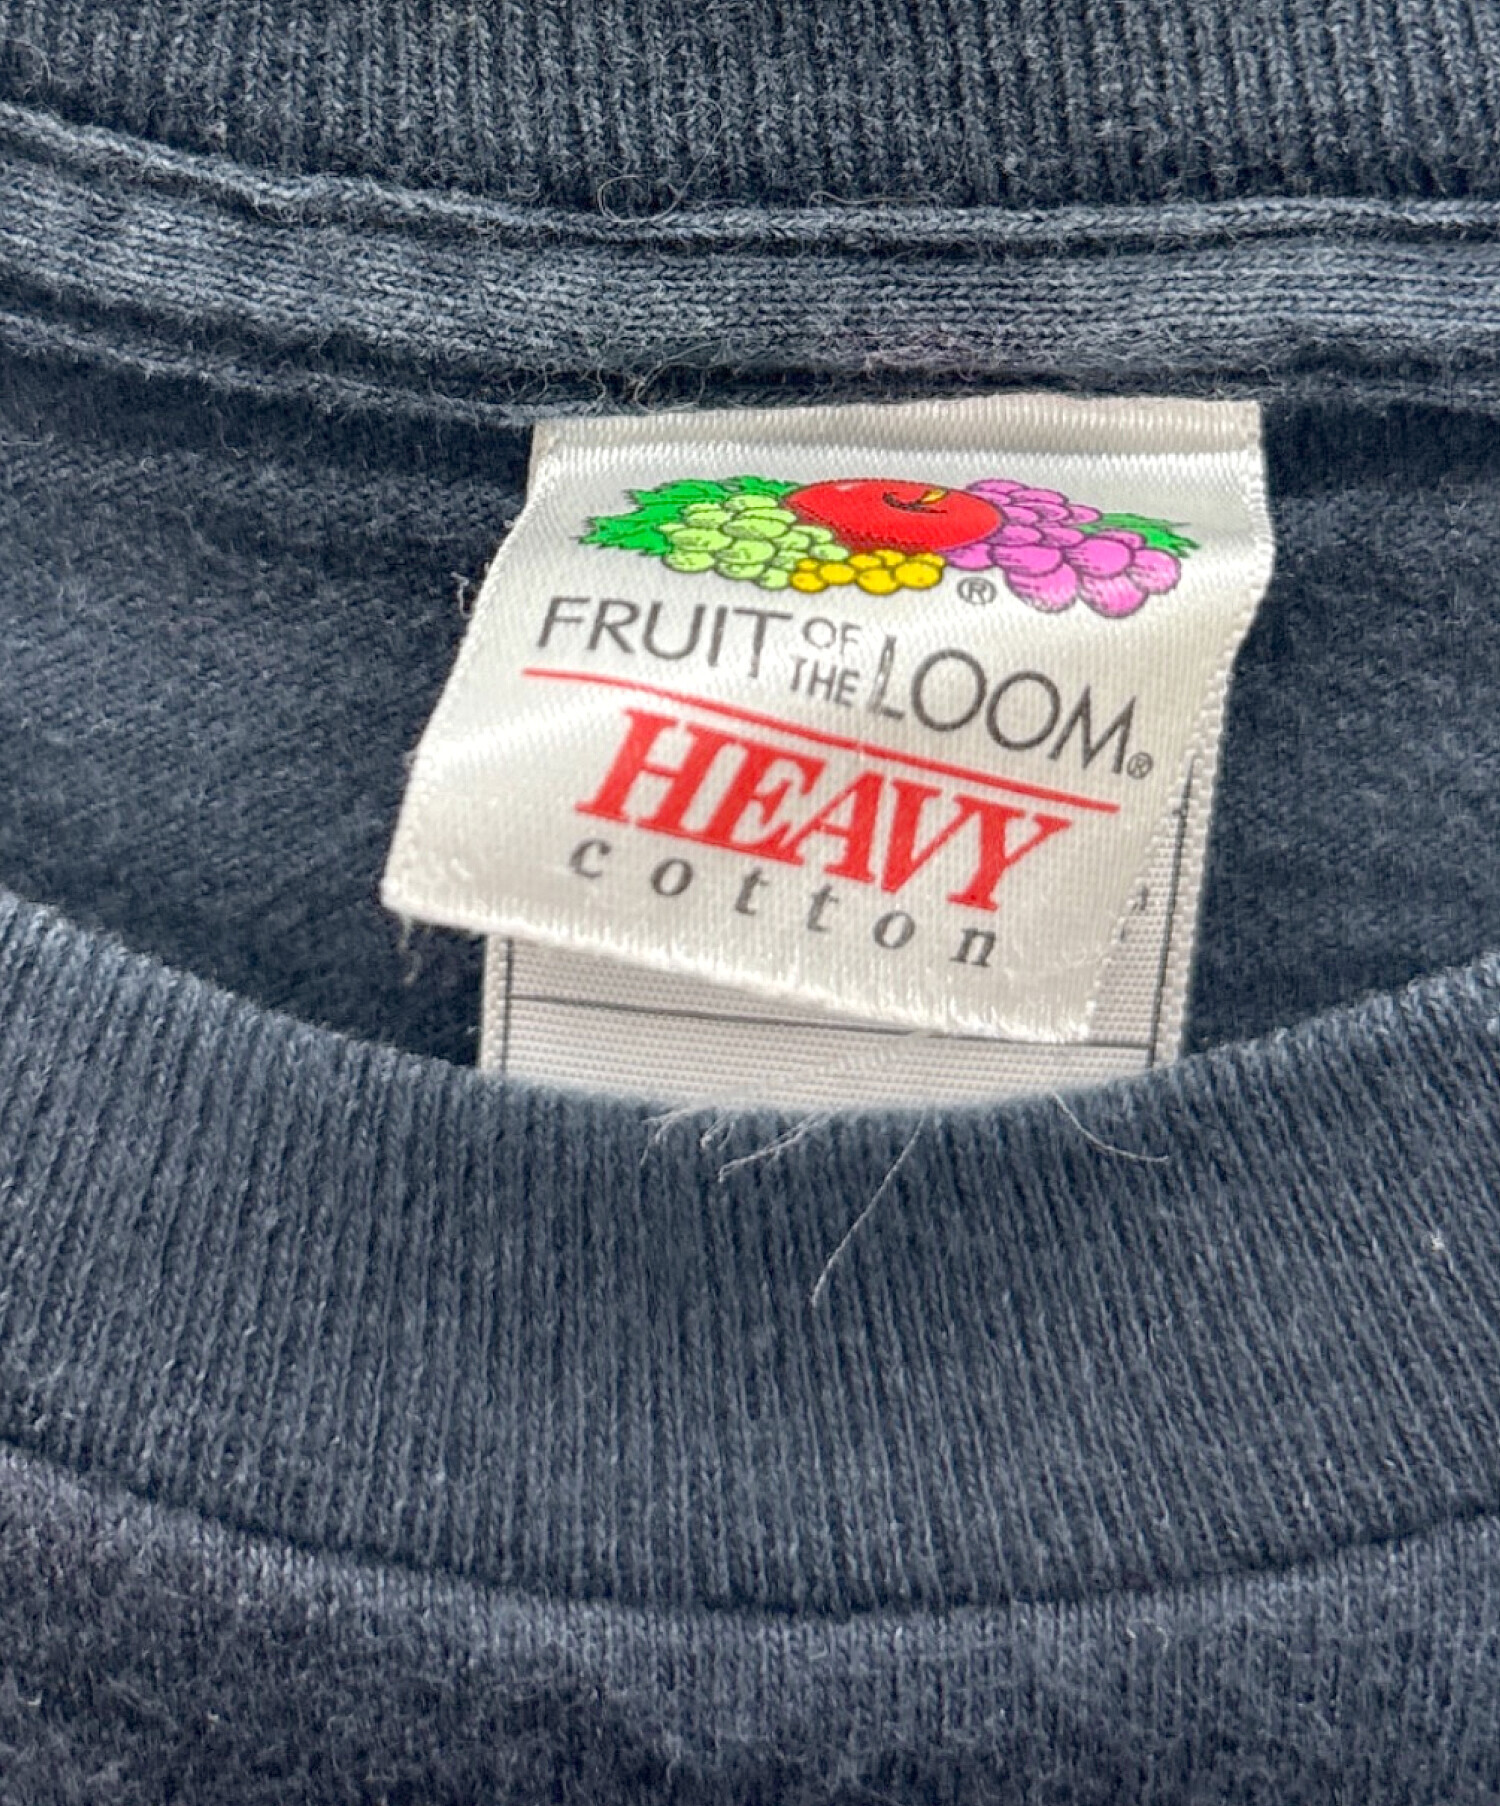 ®
FRUIT OF THE LOOM®
HEAVY
cotton